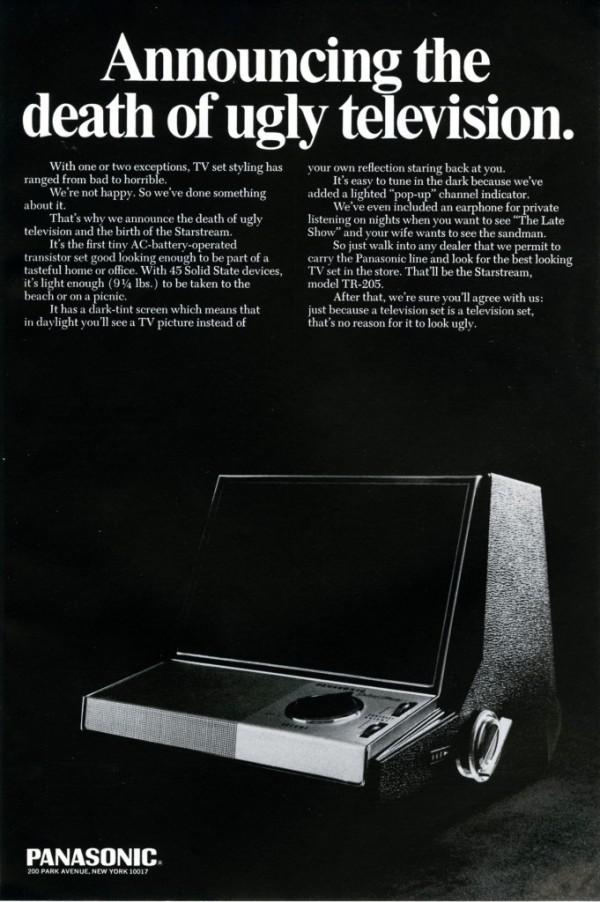 Announcing the
death of ugly television.
With one or two exceptions, TV set styling has
ranged from bad to horrible.
We're not happy. So we've done something
about it.
That's why we announce the death of ugly
television and the birth of the Starstream.
It's the first tiny AC-battery-operated
transistor set good looking enough to be part of a
tasteful home or office. With 45 Solid State devices,
it's light enough (9¼ lbs.) to be taken to the
beach or on a picnic.
It has a dark-tint screen which means that
in daylight you'll see a TV picture instead of
your own reflection staring back at you.
It's easy to tune in the dark because we've
added a lighted “pop-up” channel indicator.
We've even included an earphone for private
listening on nights when you want to see “The Late
Show” and your wife wants to see the sandman.
So just walk into any dealer that we permit to
carry the Panasonic line and look for the best looking
TV set in the store. That'll be the Starstream,
model TR-205.
After that, we're sure you'll agree with us:
just because a television set is a television set,
that's no reason for it to look ugly.
PANASONIC
PANASONIC®
200 PARK AVENUE, NEW YORK 10017